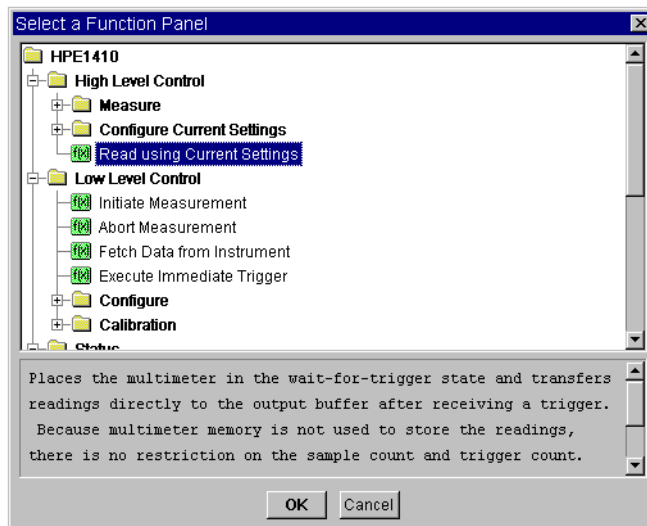 Select a Function Panel
HPE1410
High Level Control
Measure
Configure Current Settings
f(x) Read using Current Settings
Low Level Control
f(x) Initiate Measurement
f(x) Abort Measurement
f(x) Fetch Data from Instrument
f(x) Execute Immediate Trigger
Configure
Calibration
Status
Places the multimeter in the wait-for-trigger state and transfers
readings directly to the output buffer after receiving a trigger.
Because multimeter memory is not used to store the readings,
there is no restriction on the sample count and trigger count.
OK Cancel